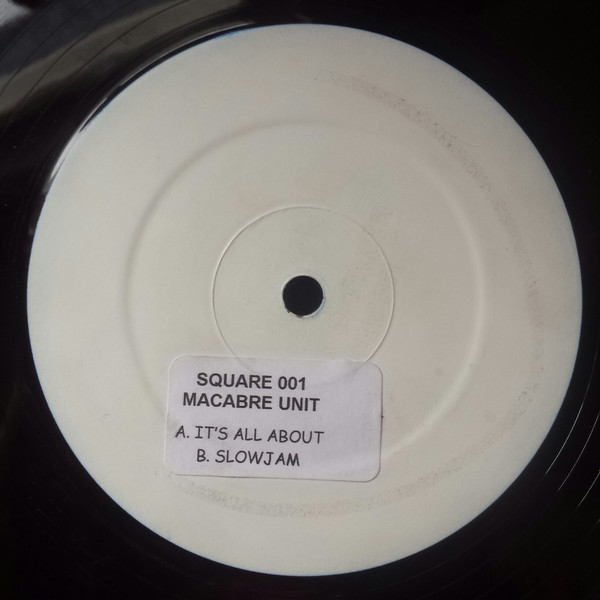 SQUARE 001
MACABRE UNIT
A. IT'S ALL ABOUT
B. SLOWJAM